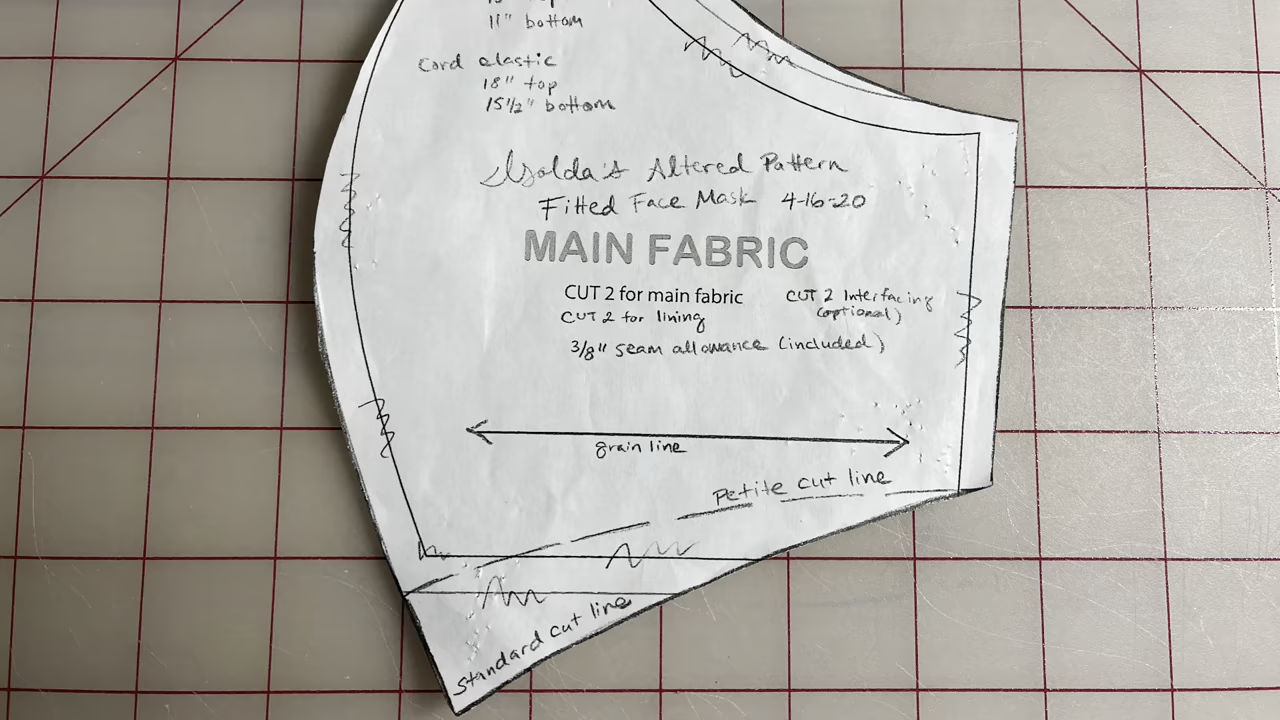 11" bottom
Cord elastic
18" top
15½" bottom
Altered Pattern
Fitted Face Mask 4-16-20
MAIN FABRIC
CUT 2 for main fabric
CUT 2 Interfacing
(optional)
CUT 2 for lining
3/8" seam allowance (included)
grain line
Petite cut line
Standard cut line